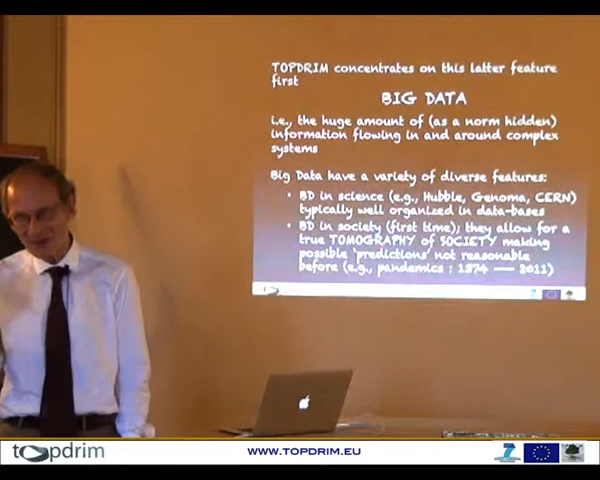 TOPDRIM concentrates on this latter feature
first
BIG DATA
i.e., the huge amount of (as a norm hidden)
information flowing in and around complex
systems
Big Data have a variety of diverse features:
• BD in science (e.g., Hubble, Genoma, CERN)
typically well organized in data-bases
• BD in society (first time); they allow for a
true TOMOGRAPHY of SOCIETY making
possible 'predictions' not reasonable
before (e.g., pandemics : 1374 — 2011)
topdrim
WWW.TOPDRIM.EU
7